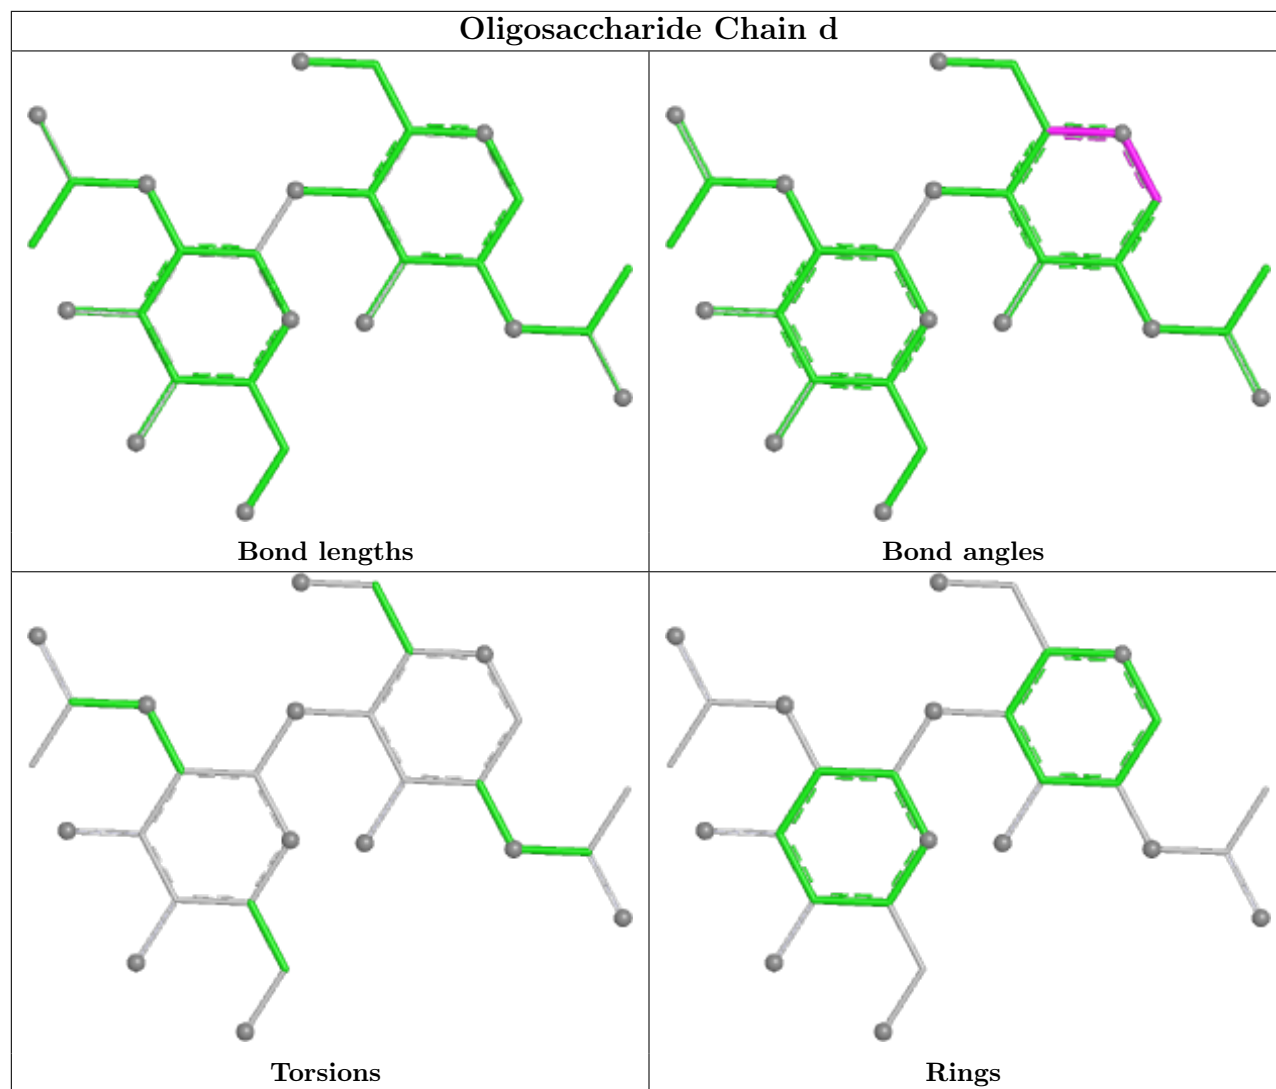 Oligosaccharide Chain d
Bond lengths
Bond angles
Torsions
Rings